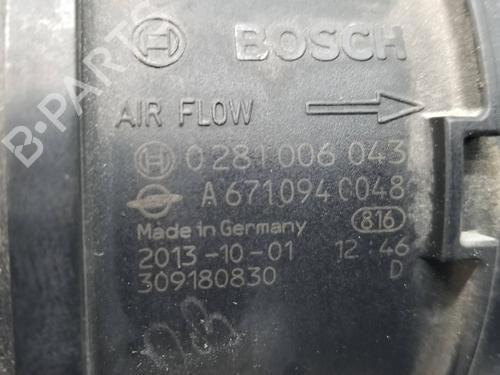 BOSCH
AIR FLOW
0 281 006 043
A 671 094 0048
816
Made in Germany
2013-10-01 12 46
309180830 D